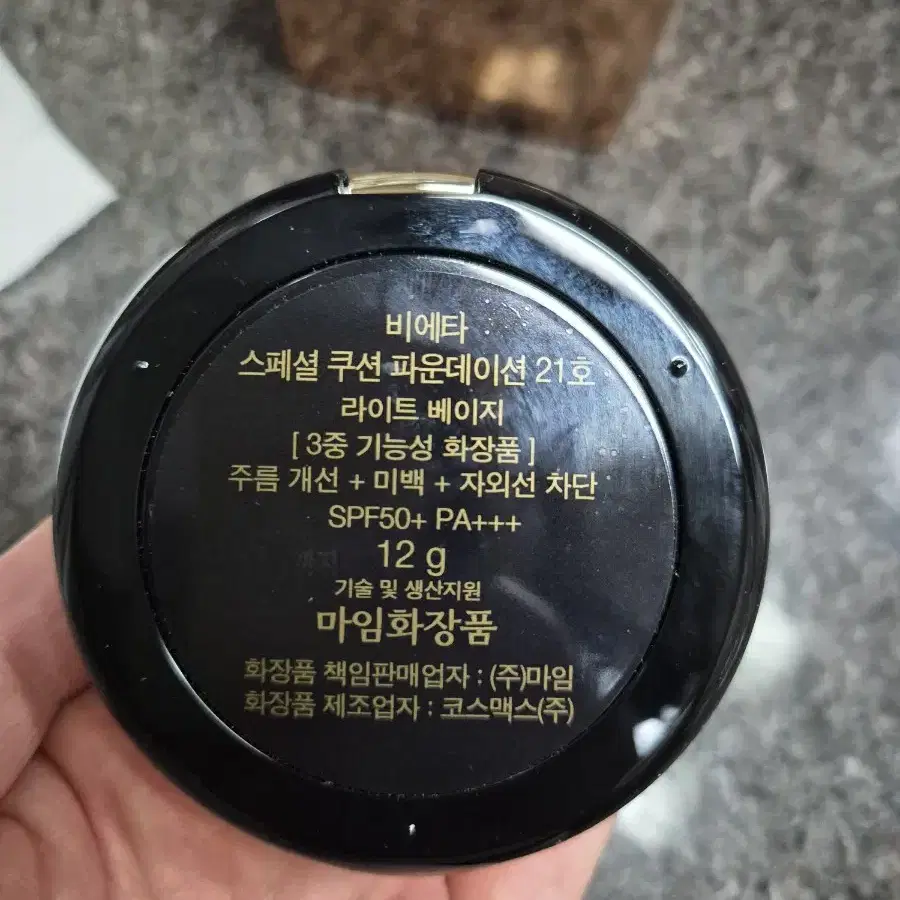 비에타
스페셜 쿠션 파운데이션 21호
라이트 베이지
[ 3중 기능성 화장품 ]
주름 개선 + 미백 + 자외선 차단
SPF50+ PA+++
12 g
기술 및 생산지원
마임화장품
화장품 책임판매업자 : (주)마임
화장품 제조업자 : 코스맥스(주)